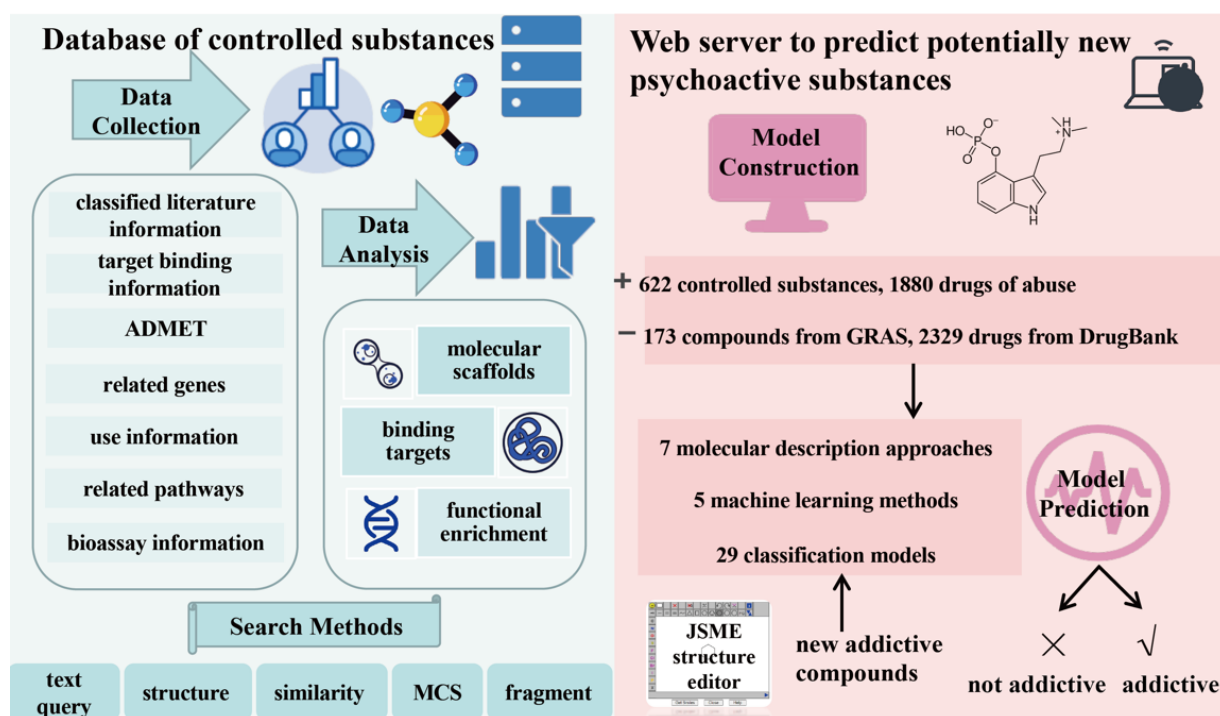 Database of controlled substances
Data
Collection
classified literature
information
target binding
information
ADMET
related genes
use information
related pathways
bioassay information
Data
Analysis
molecular
scaffolds
binding
targets
functional
enrichment
Search Methods
text
query
structure
similarity
MCS
fragment
Web server to predict potentially new
psychoactive substances
Model
Construction
HO
O
O⁻
P
O
H
N
+
N
H
+ 622 controlled substances, 1880 drugs of abuse
− 173 compounds from GRAS, 2329 drugs from DrugBank
7 molecular description approaches
5 machine learning methods
29 classification models
Model
Prediction
JSME
structure
editor
new addictive
compounds
× √
not addictive addictive